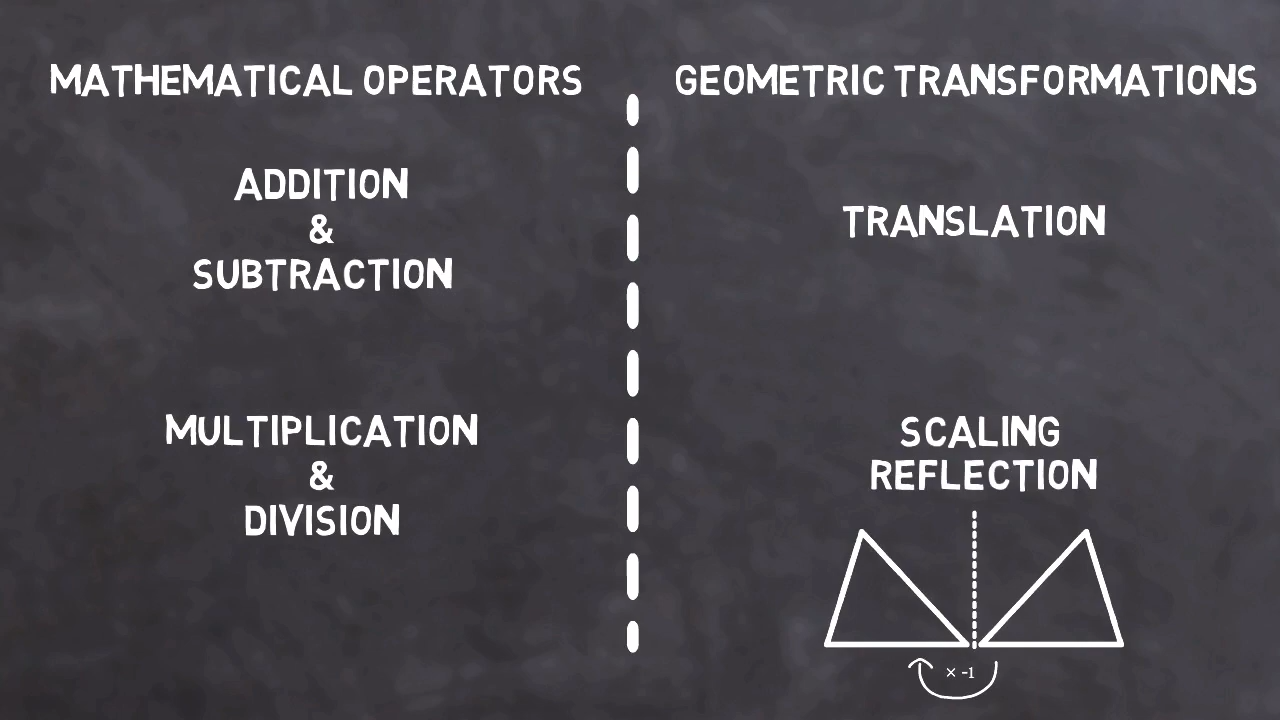 MATHEMATICAL OPERATORS
ADDITION
&
SUBTRACTION
MULTIPLICATION
&
DIVISION
GEOMETRIC TRANSFORMATIONS
TRANSLATION
SCALING
REFLECTION
× -1